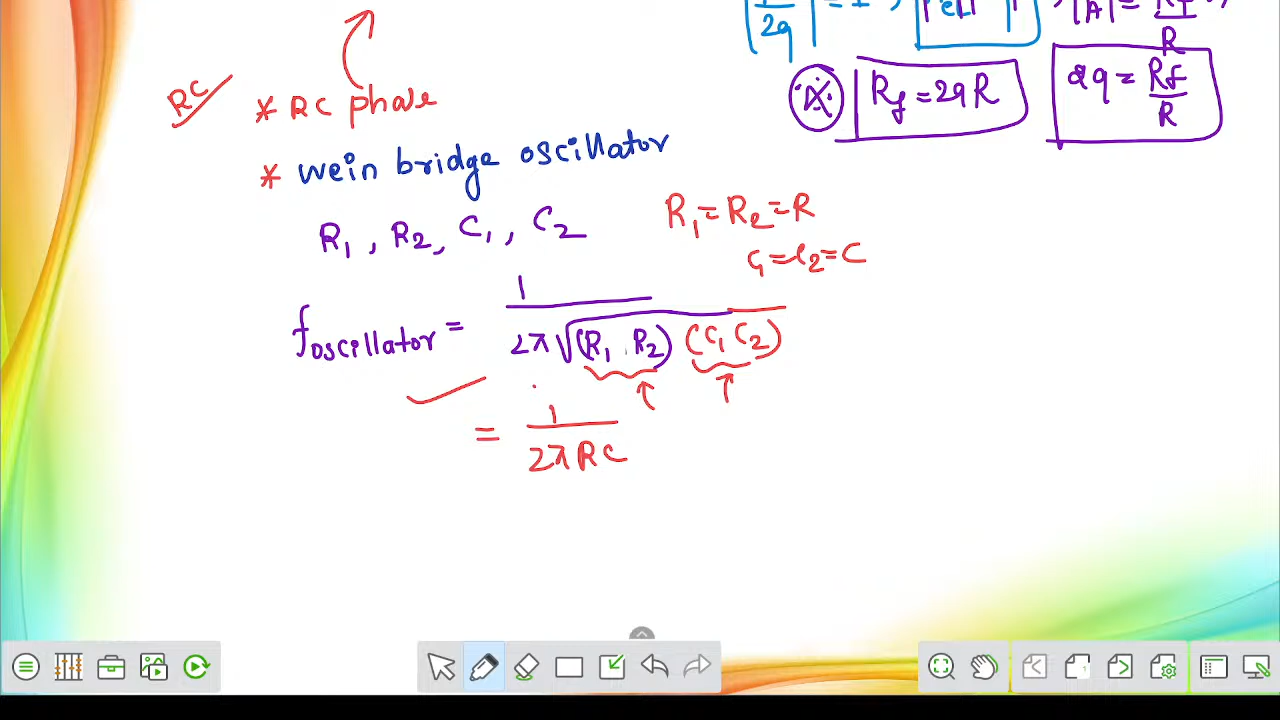 RC
* RC phase
* wein bridge oscillator
R1, R2, C1, C2
R1 = R2 = R
C1 = C2 = C
foscillator = 1 / 2π√(R1 . R2) (C1 C2)
= 1 / 2πRC
Rf = 29R
29 = Rf / R